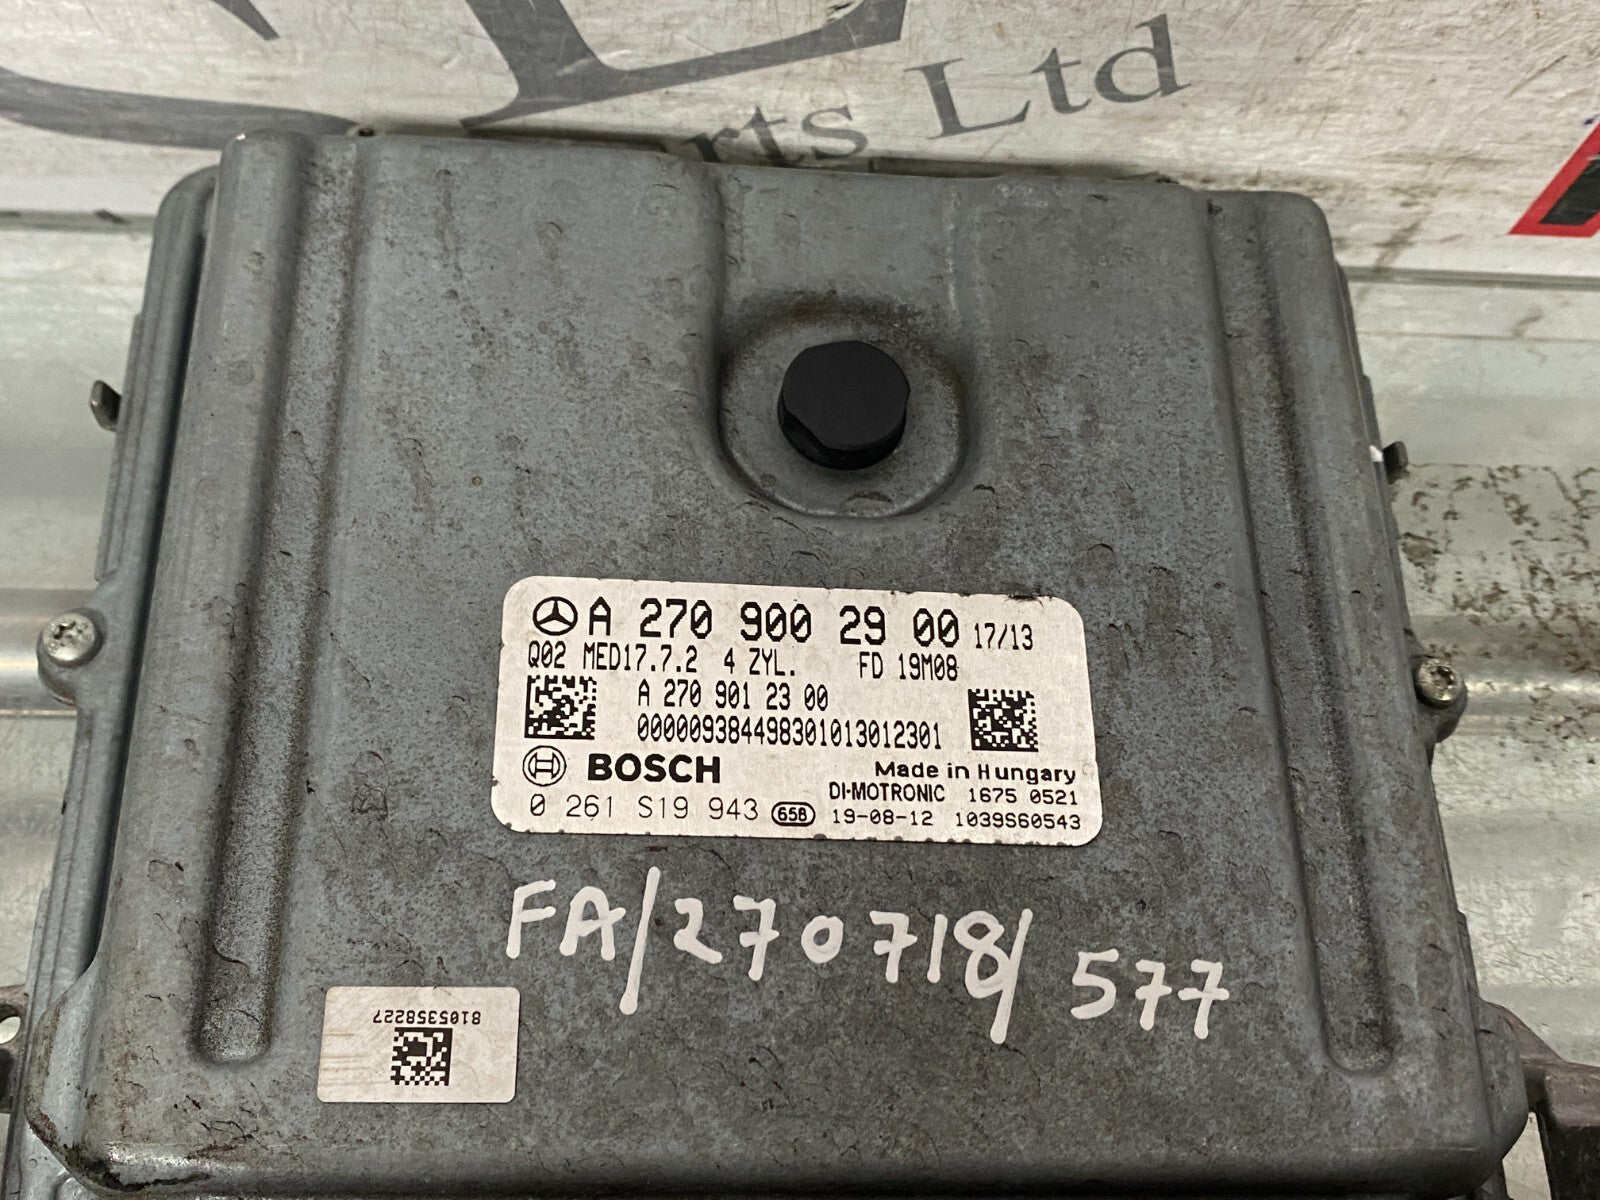 Ltd
A 270 900 29 00 17/13
Q02 MED17.7.2 4 ZYL. FD 19M08
A 270 901 23 00
00000938449830101301230​1
BOSCH Made in Hungary
DI-MOTRONIC 1675 0521
0 261 S19 943 658 19-08-12 1039S60543
FA/270718/577
8105358227